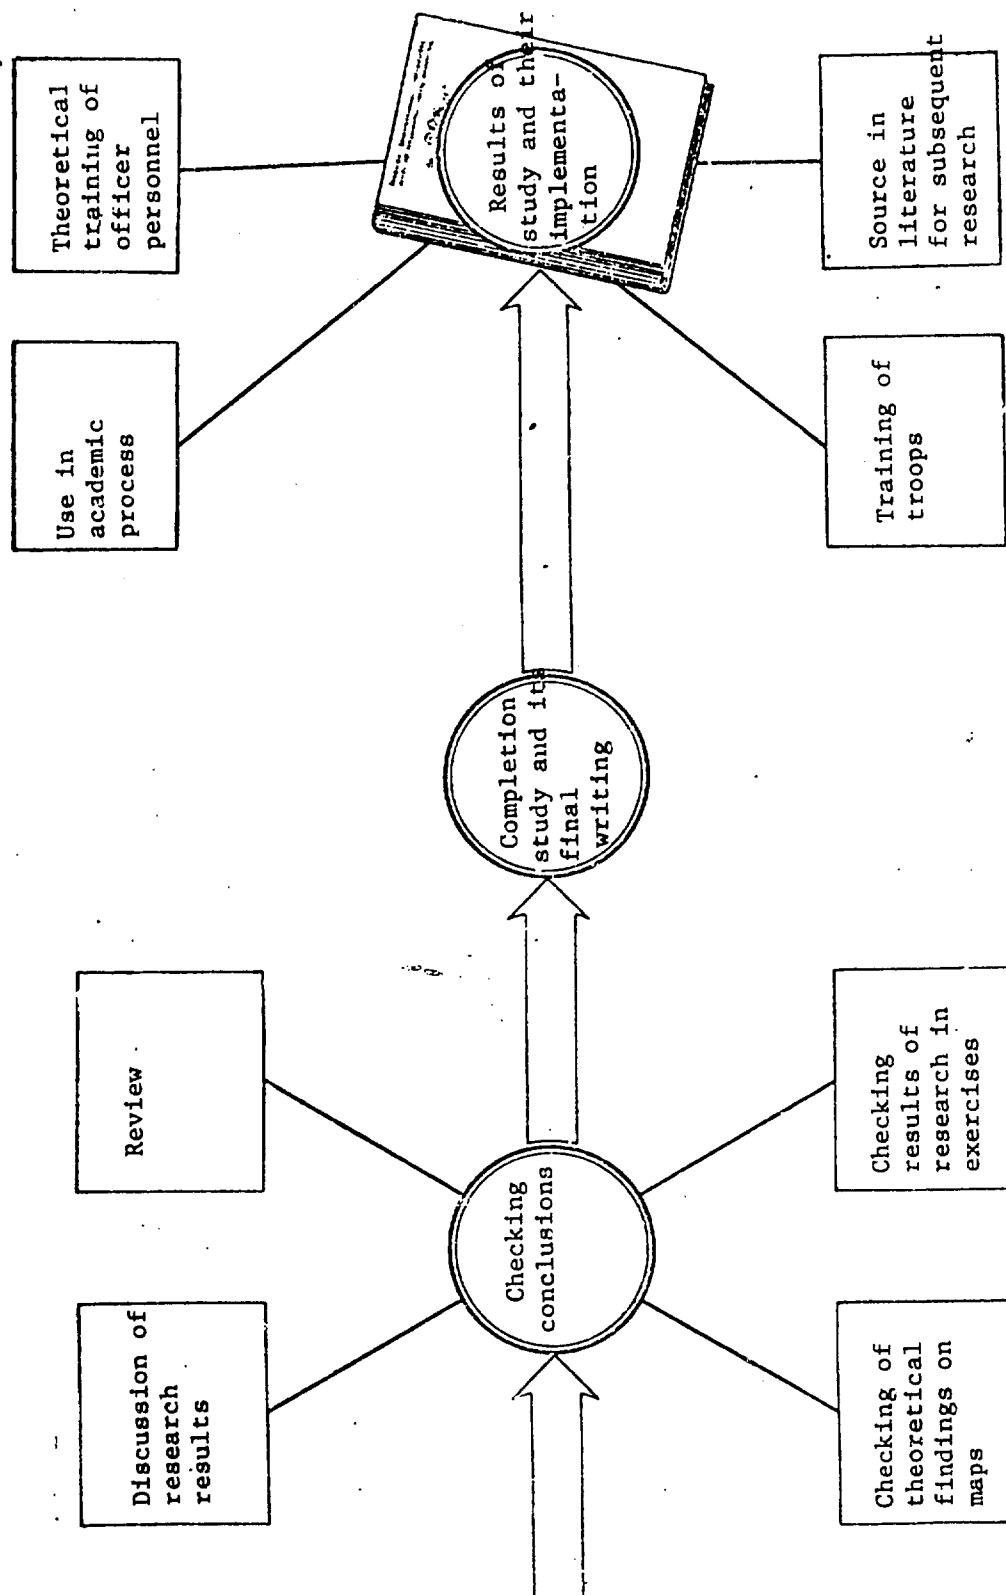 Discussion of
research
results
Review
Use in
academic
process
Theoretical
training of
officer
personnel
Checking
conclusions
Completion
study and its
final
writing
Results of
study and their
implementa-
tion
Checking of
theoretical
findings on
maps
Checking
results of
research in
exercises
Training of
troops
Source in
literature
for subsequent
research